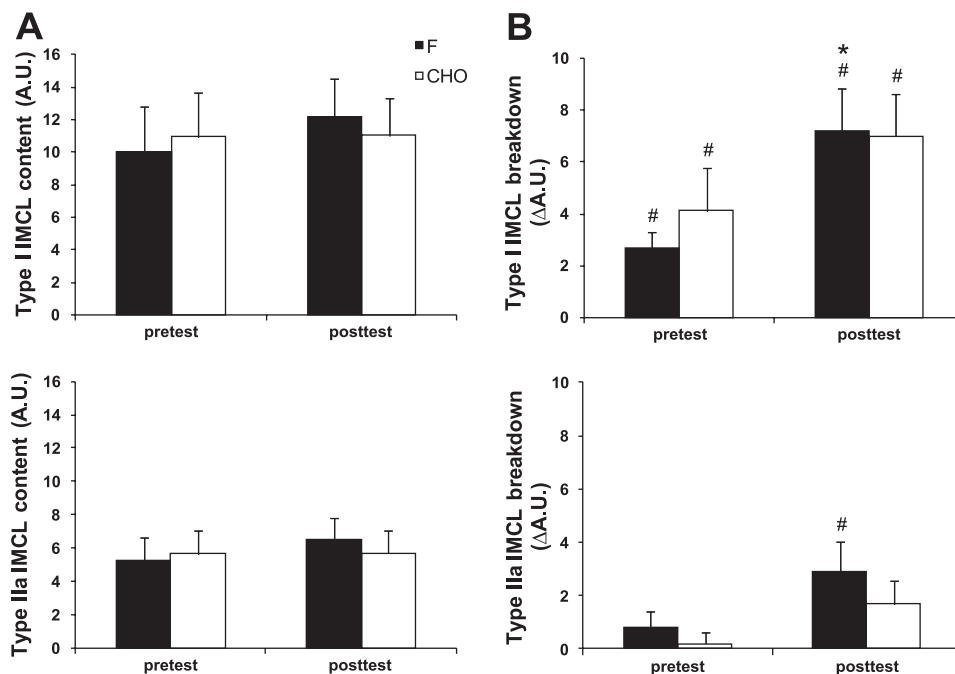 A
Type I IMCL content (A.U.)
16
14
12
10
8
6
4
2
0
F
CHO
pretest
posttest
B
Type I IMCL breakdown
(ΔA.U.)
10
8
6
4
2
0
#
#
*
#
#
pretest
posttest
Type IIa IMCL content (A.U.)
16
14
12
10
8
6
4
2
0
pretest
posttest
Type IIa IMCL breakdown
(ΔA.U.)
10
8
6
4
2
0
#
pretest
posttest